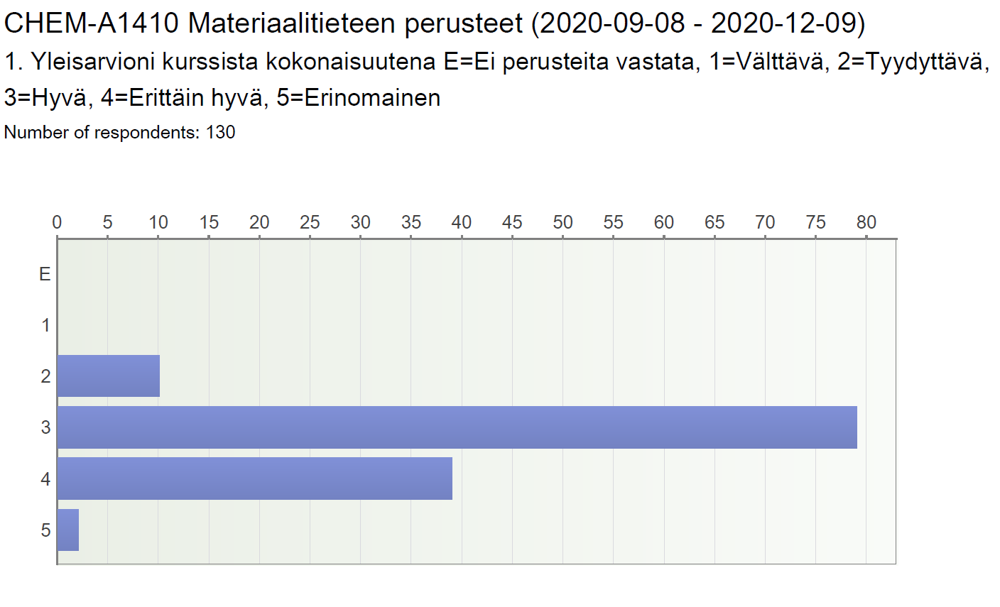 CHEM-A1410 Materiaalitieteen perusteet (2020-09-08 - 2020-12-09)
1. Yleisarvioni kurssista kokonaisuutena E=Ei perusteita vastata, 1=Välttävä, 2=Tyydyttävä,
3=Hyvä, 4=Erittäin hyvä, 5=Erinomainen
Number of respondents: 130
0 5 10 15 20 25 30 35 40 45 50 55 60 65 70 75 80
E
1
2
3
4
5